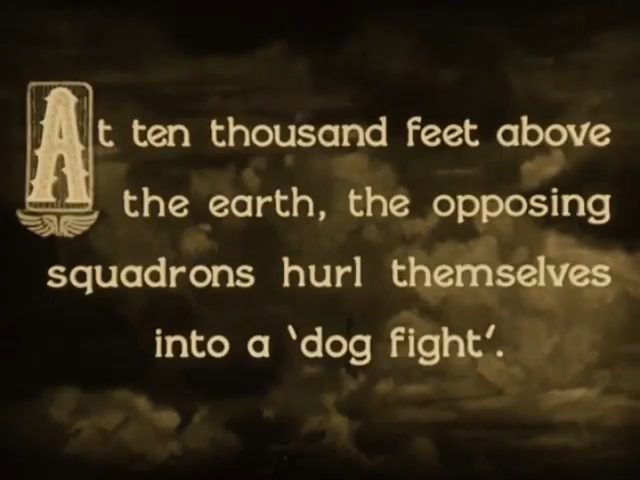 At ten thousand feet above
the earth, the opposing
squadrons hurl themselves
into a 'dog fight'.